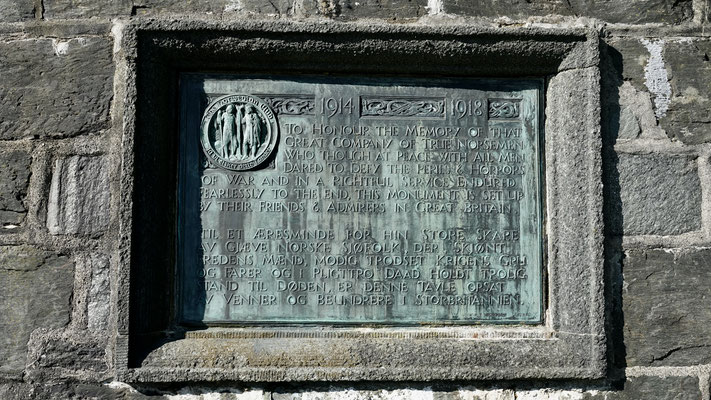 1914 1918
TO HONOUR THE MEMORY OF THAT
GREAT COMPANY OF TRUE NORSEMEN
WHO THOUGH AT PEACE WITH ALL MEN
DARED TO DEFY THE PERILS & HORRORS
OF WAR AND IN A RIGHTFUL SERVICE ENDURED
FEARLESSLY TO THE END, THIS MONUMENT IS SET UP
BY THEIR FRIENDS & ADMIRERS IN GREAT BRITAIN
TIL ET ÆRESMINDE FOR HIN STORE SKARE
AV GJÆVE NORSKE SJØFOLK, DER SKJØNT
FREDENS MÆND, MODIG TRODSET KRIGENS GRU
OG FARER OG I PLIGTTRO DAAD HOLDT TROLIG
STAND TIL DØDEN, ER DENNE TAVLE OPSAT
AV VENNER OG BEUNDRERE I STORBRITANNIEN